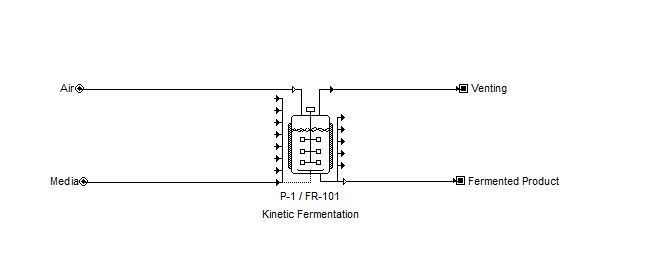 Air
Venting
Media
Fermented Product
P-1 / FR-101
Kinetic Fermentation